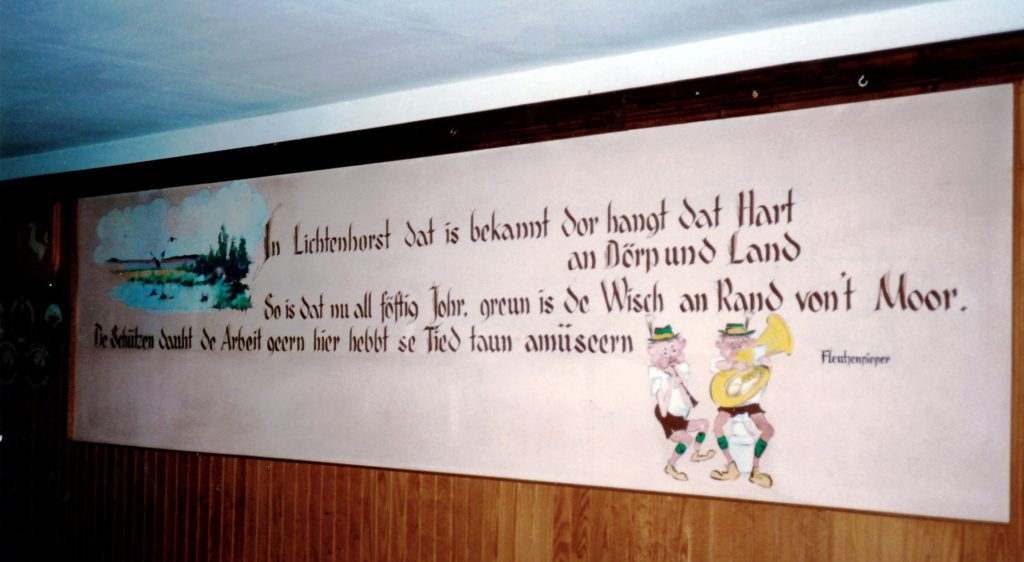 In Lichtenhorst dat is bekannt dor hangt dat Hart
an Dörp und Land
So is dat nu all föftig Johr. greun is de Wisch an Rand von't Moor.
De Schützen dauht de Arbeit geern hier hebbt se Tied taun amüseern
Fleutjenpieper